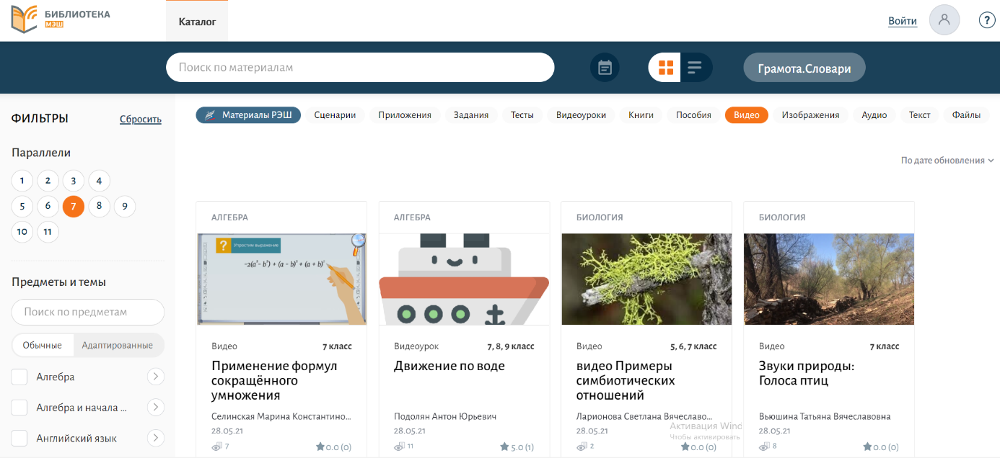 БИБЛИОТЕКА
МЭШ
Каталог
Войти
?
Поиск по материалам
Грамота.Словари
ФИЛЬТРЫ
Сбросить
Материалы РЭШ
Сценарии
Приложения
Задания
Тесты
Видеоуроки
Книги
Пособия
Видео
Изображения
Аудио
Текст
Файлы
Параллели
1 2 3 4
5 6 7 8 9
10 11
По дате обновления
Предметы и темы
Поиск по предметам
Обычные
Адаптированные
Алгебра
Алгебра и начала ...
Английский язык
АЛГЕБРА
?
Упростим выражение
-2(a³- b³) + (a - b)³ + (a + b)³
Видео
7 класс
Применение формул
сокращённого
умножения
Селинская Марина Константино...
28.05.21
7
0.0 (0)
АЛГЕБРА
Видеоурок
7, 8, 9 класс
Движение по воде
Подолян Антон Юрьевич
28.05.21
11
5.0 (1)
БИОЛОГИЯ
Видео
5, 6, 7 класс
видео Примеры
симбиотических
отношений
Ларионова Светлана Вячеславо...
28.05.21
2
0.0 (0)
БИОЛОГИЯ
Видео
7 класс
Звуки природы:
Голоса птиц
Вьюшина Татьяна Вячеславовна
28.05.21
8
0.0 (0)
Активация Wind
Чтобы активировать